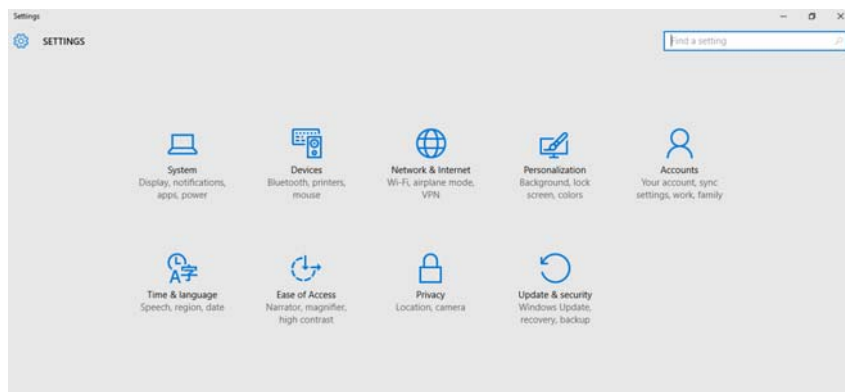 Settings
SETTINGS
Find a setting
System
Display, notifications,
apps, power
Devices
Bluetooth, printers,
mouse
Network & Internet
Wi-Fi, airplane mode,
VPN
Personalization
Background, lock
screen, colors
Accounts
Your account, sync
settings, work, family
Time & language
Speech, region, date
Ease of Access
Narrator, magnifier,
high contrast
Privacy
Location, camera
Update & security
Windows Update,
recovery, backup